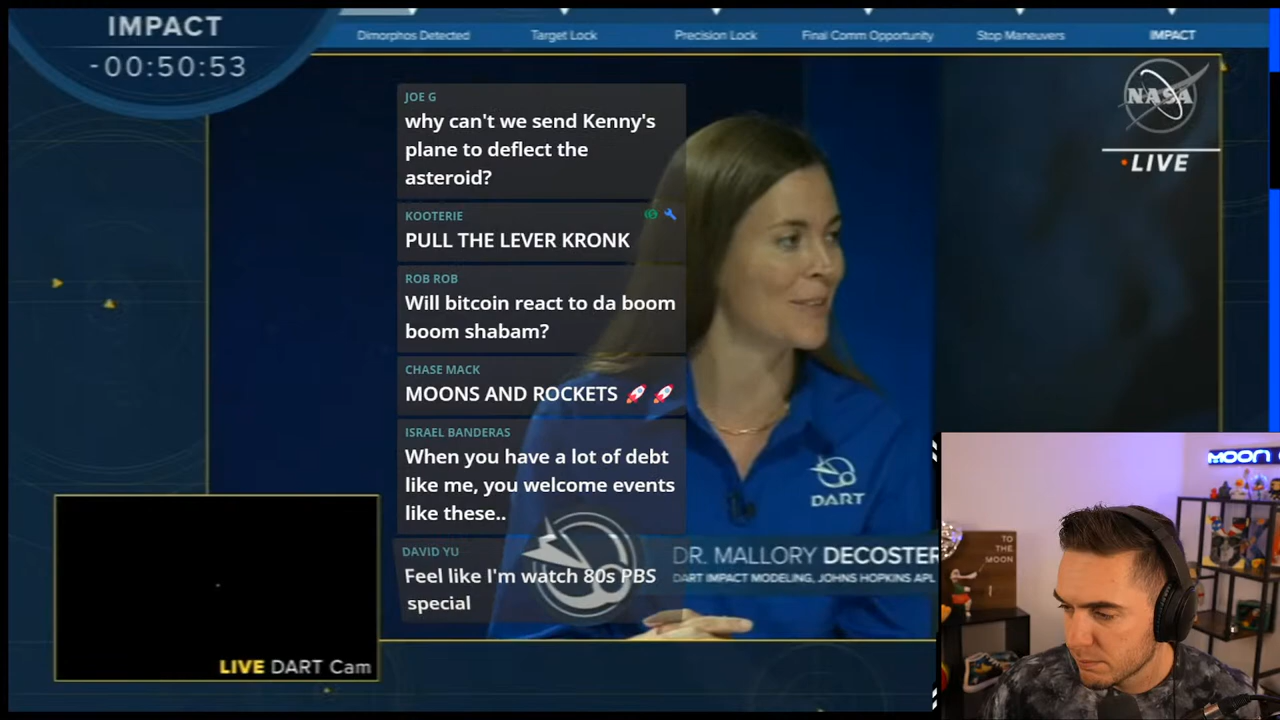 IMPACT
-00:50:53
Dimorphos Detected
Target Lock
Precision Lock
Final Comm Opportunity
Stop Maneuvers
IMPACT
NASA
LIVE
JOE G
why can't we send Kenny's
plane to deflect the
asteroid?
KOOTERIE
PULL THE LEVER KRONK
ROB ROB
Will bitcoin react to da boom
boom shabam?
CHASE MACK
MOONS AND ROCKETS 🚀 🚀
ISRAEL BANDERAS
When you have a lot of debt
like me, you welcome events
like these..
DAVID YU
Feel like I'm watch 80s PBS
special
DART
DR. MALLORY DECOSTER
DART IMPACT MODELING, JOHNS HOPKINS APL
LIVE DART Cam
MOON
TO
THE
MOON